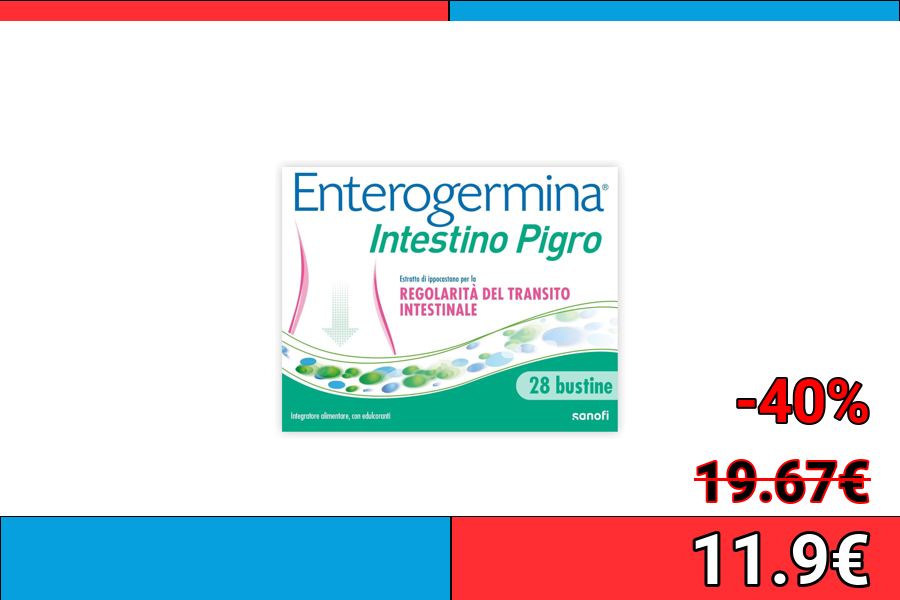 Enterogermina®
Intestino Pigro
Estratto di ippocastano per la
REGOLARITÀ DEL TRANSITO
INTESTINALE
28 bustine
Integratore alimentare, con edulcoranti
sanofi
-40%
19.67€
11.9€